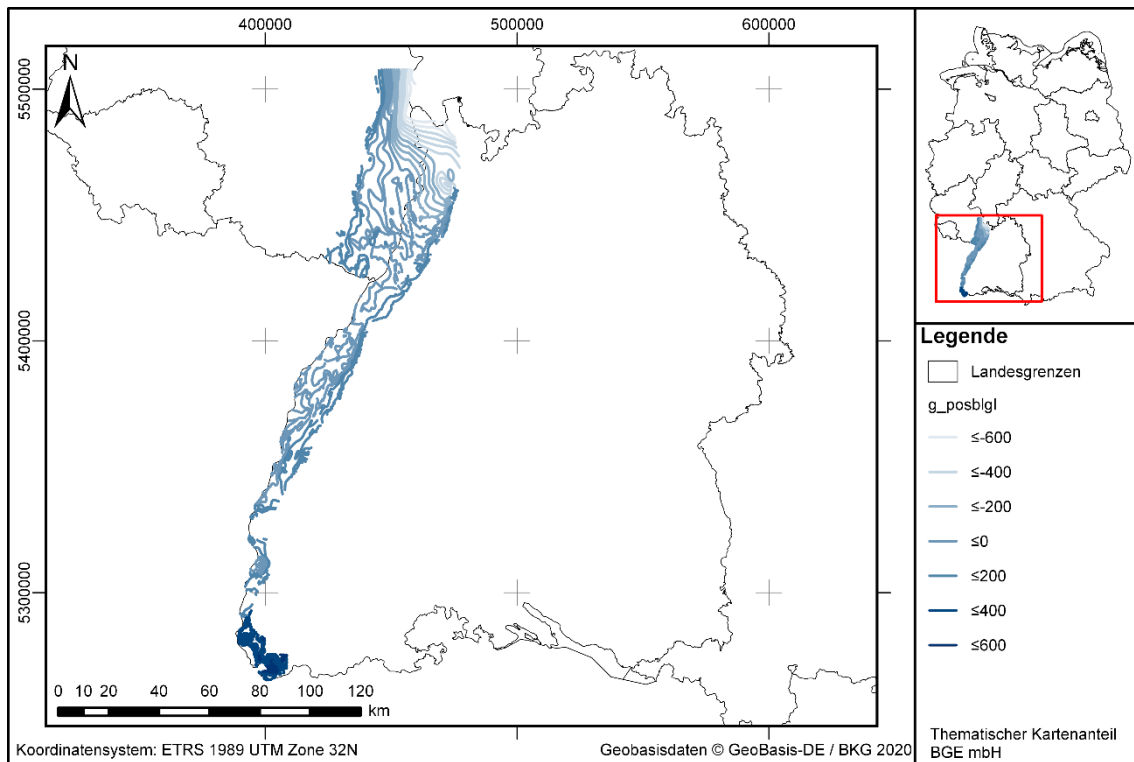 400000 500000 600000
N
5500000
5400000
5300000
0 10 20 40 60 80 100 120
km
Koordinatensystem: ETRS 1989 UTM Zone 32N
Geobasisdaten © GeoBasis-DE / BKG 2020
Legende
Landesgrenzen
g_posblgl
≤-600
≤-400
≤-200
≤0
≤200
≤400
≤600
Thematischer Kartenanteil
BGE mbH